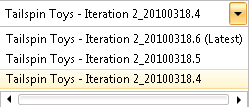 Tailspin Toys - Iteration 2_20100318.4
Tailspin Toys - Iteration 2_20100318.6 (Latest)
Tailspin Toys - Iteration 2_20100318.5
Tailspin Toys - Iteration 2_20100318.4